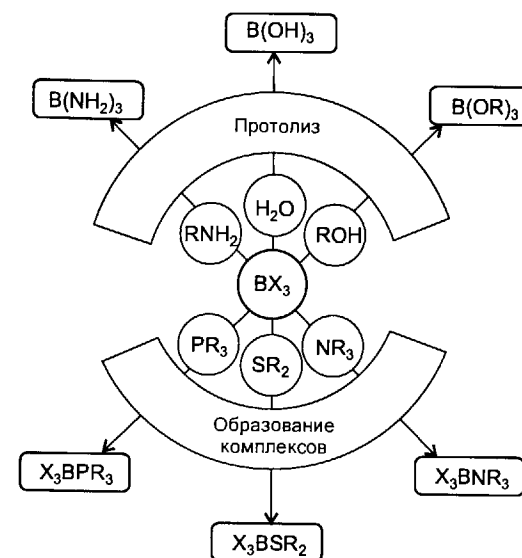 B(OH)₃
B(NH₂)₃
B(OR)₃
Протолиз
H₂O
RNH₂
ROH
BX₃
PR₃
NR₃
SR₂
Образование
комплексов
X₃BPR₃
X₃BNR₃
X₃BSR₂